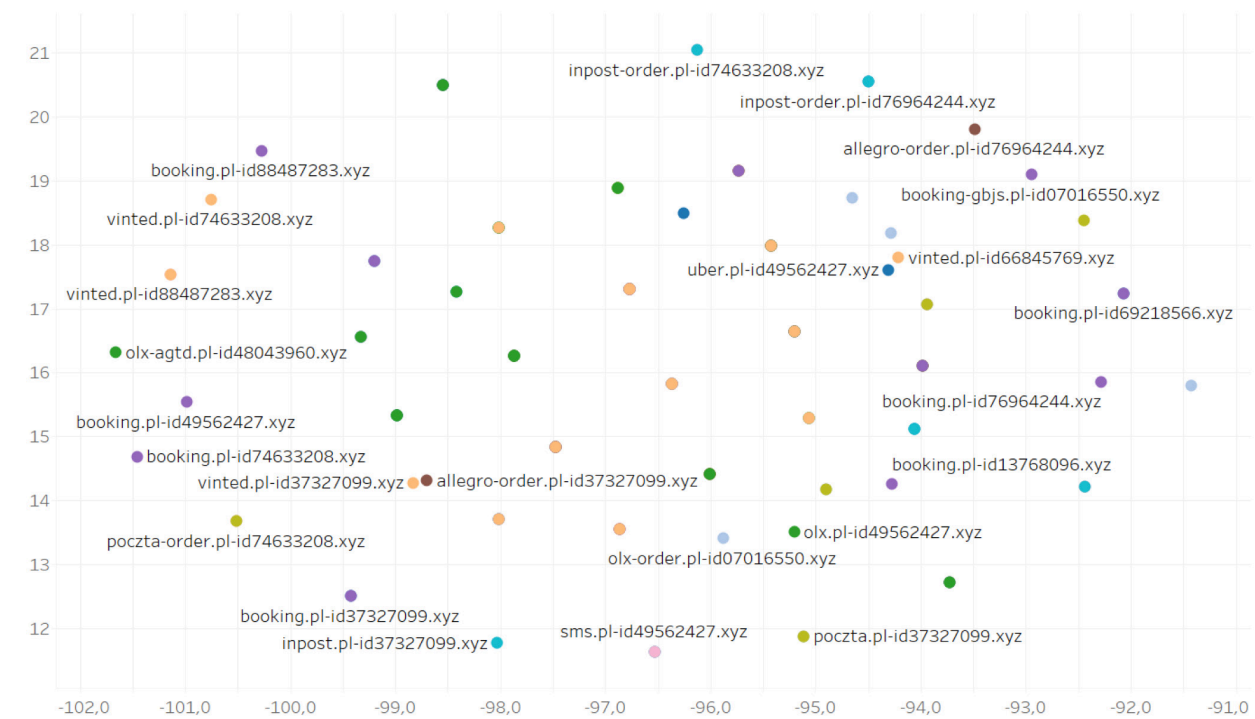 21
inpost-order.pl-id74633208.xyz
inpost-order.pl-id76964244.xyz
20
allegro-order.pl-id76964244.xyz
booking.pl-id88487283.xyz
19
booking-gbjs.pl-id07016550.xyz
vinted.pl-id74633208.xyz
18
vinted.pl-id66845769.xyz
uber.pl-id49562427.xyz
vinted.pl-id88487283.xyz
17
booking.pl-id69218566.xyz
olx-agtd.pl-id48043960.xyz
16
booking.pl-id76964244.xyz
booking.pl-id49562427.xyz
15
booking.pl-id74633208.xyz
booking.pl-id13768096.xyz
vinted.pl-id37327099.xyz
allegro-order.pl-id37327099.xyz
14
poczta-order.pl-id74633208.xyz
olx.pl-id49562427.xyz
olx-order.pl-id07016550.xyz
13
booking.pl-id37327099.xyz
12
inpost.pl-id37327099.xyz
sms.pl-id49562427.xyz
poczta.pl-id37327099.xyz
-102,0 -101,0 -100,0 -99,0 -98,0 -97,0 -96,0 -95,0 -94,0 -93,0 -92,0 -91,0